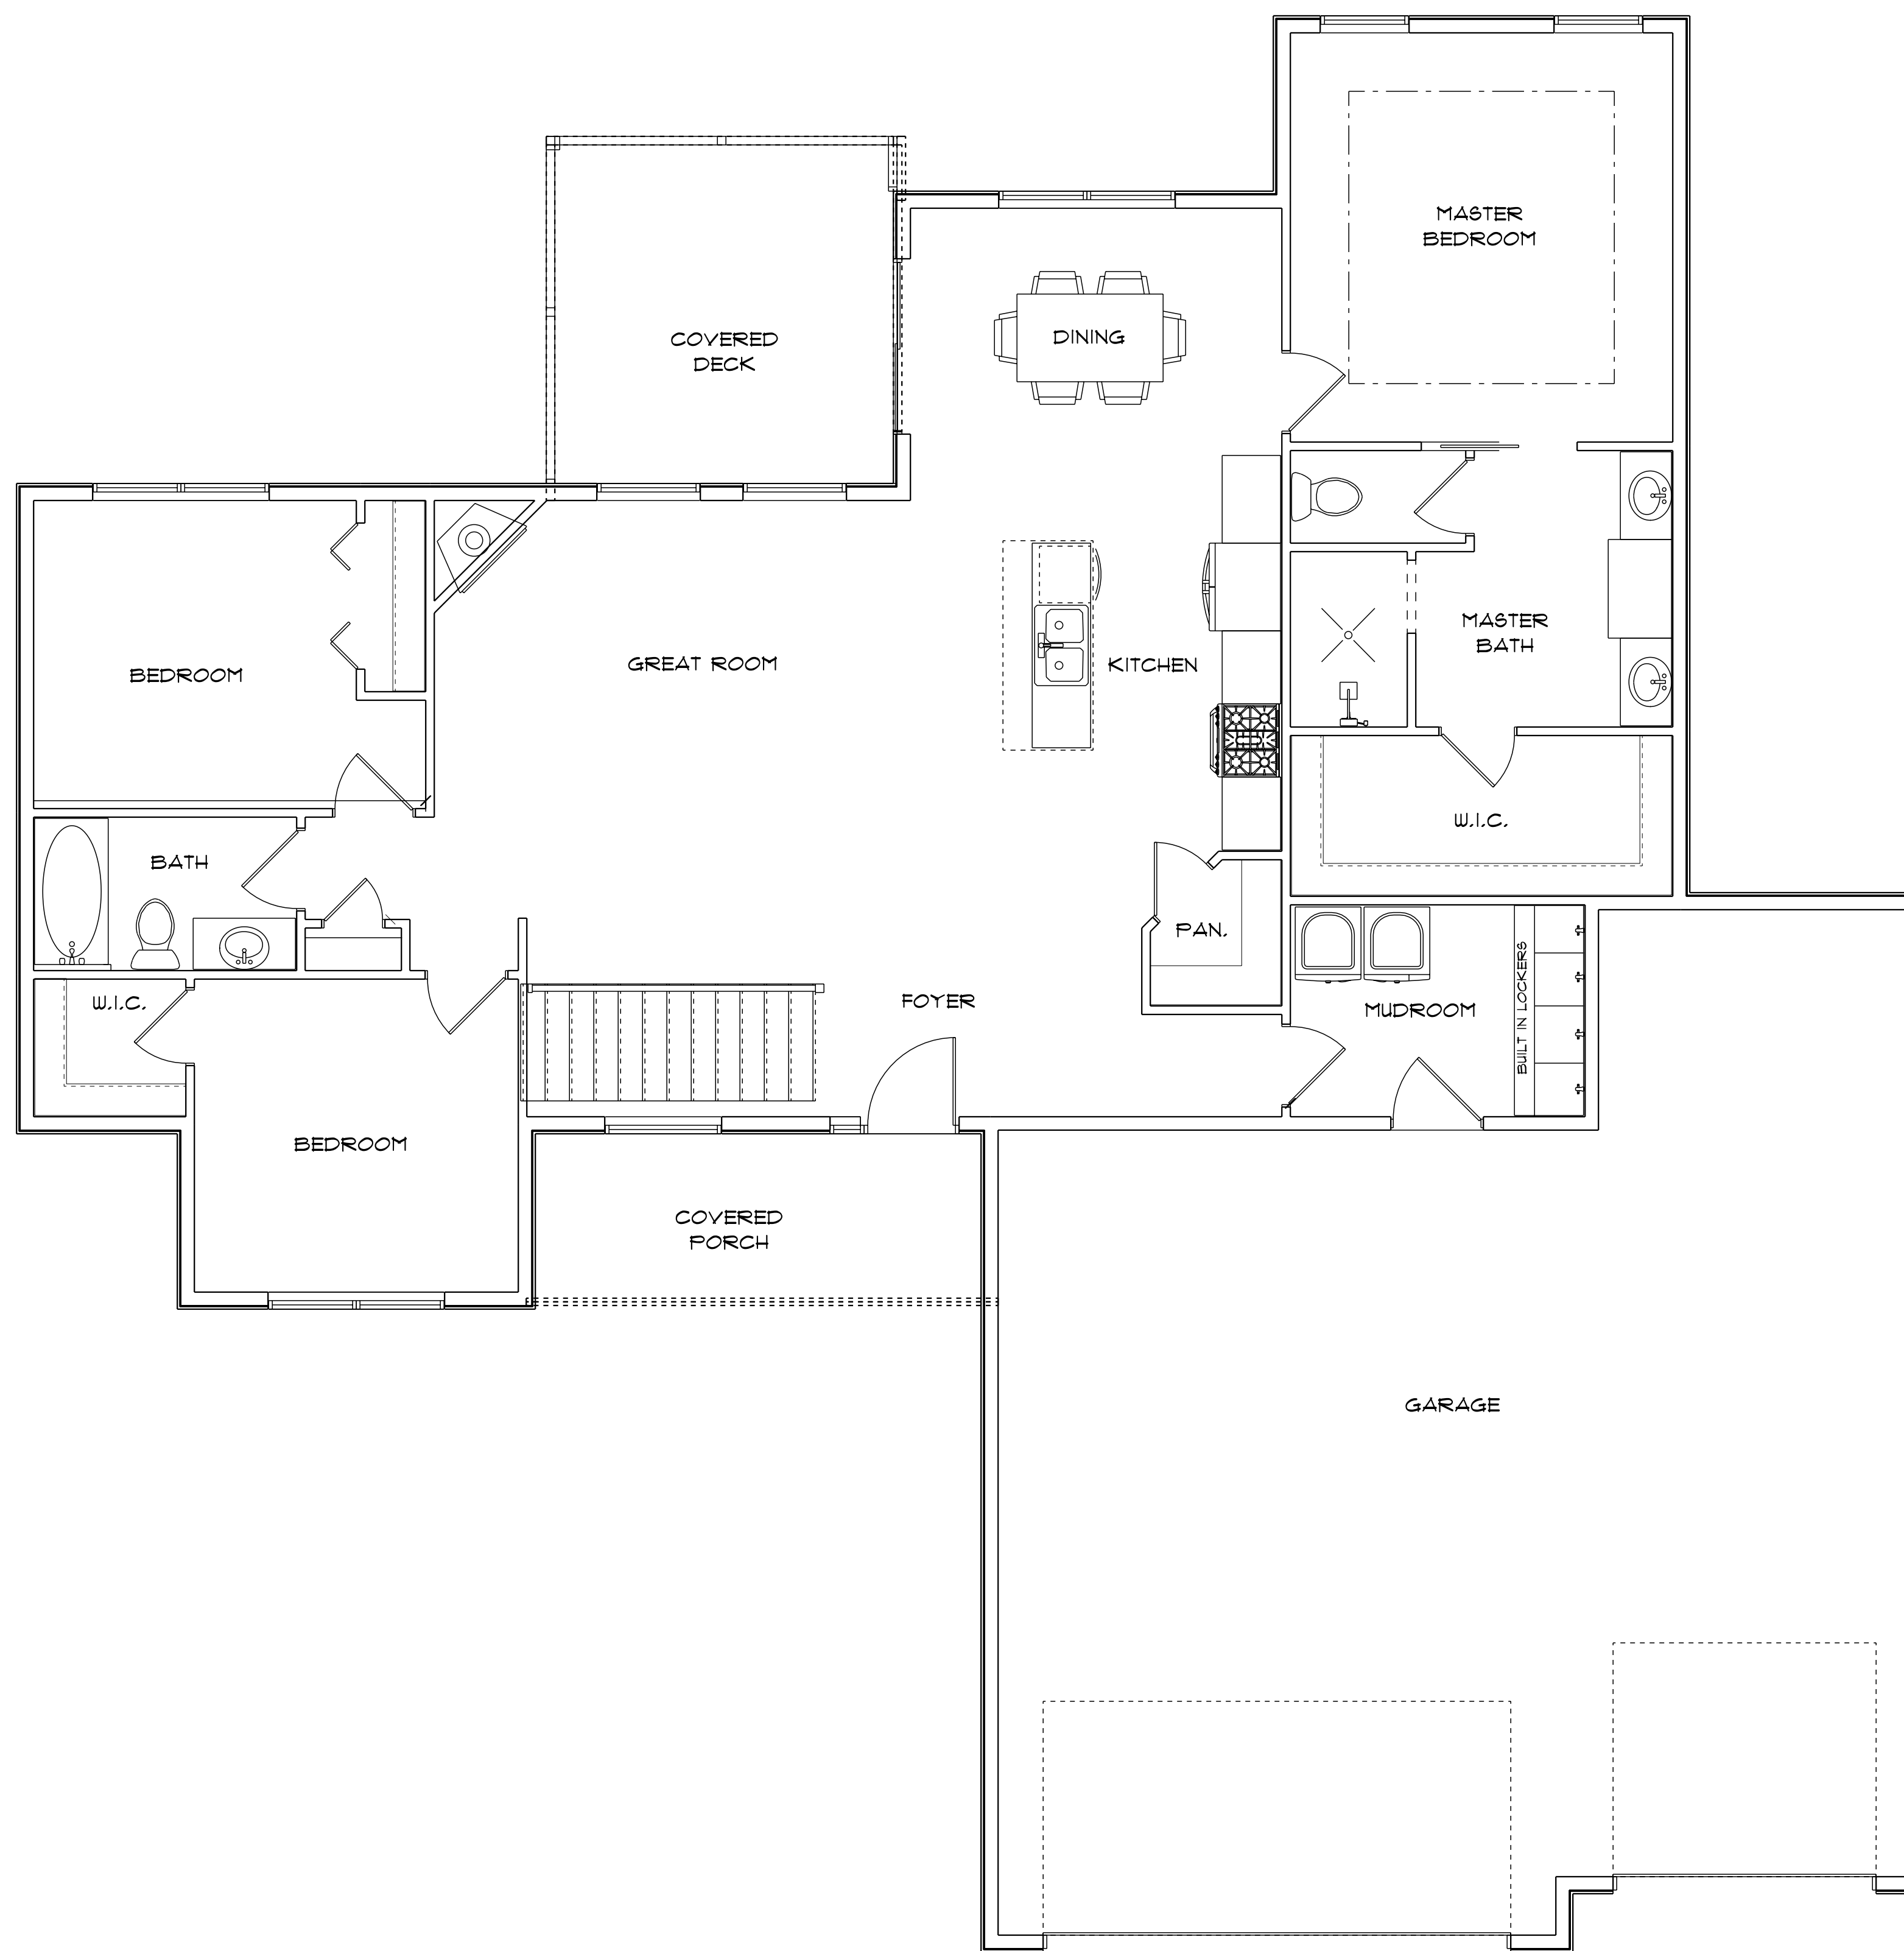 MASTER
BEDROOM
COVERED
DECK
DINING
BEDROOM
GREAT ROOM
KITCHEN
MASTER
BATH
W.I.C.
BATH
PAN.
BUILT IN LOCKERS
W.I.C.
FOYER
MUDROOM
BEDROOM
COVERED
PORCH
GARAGE